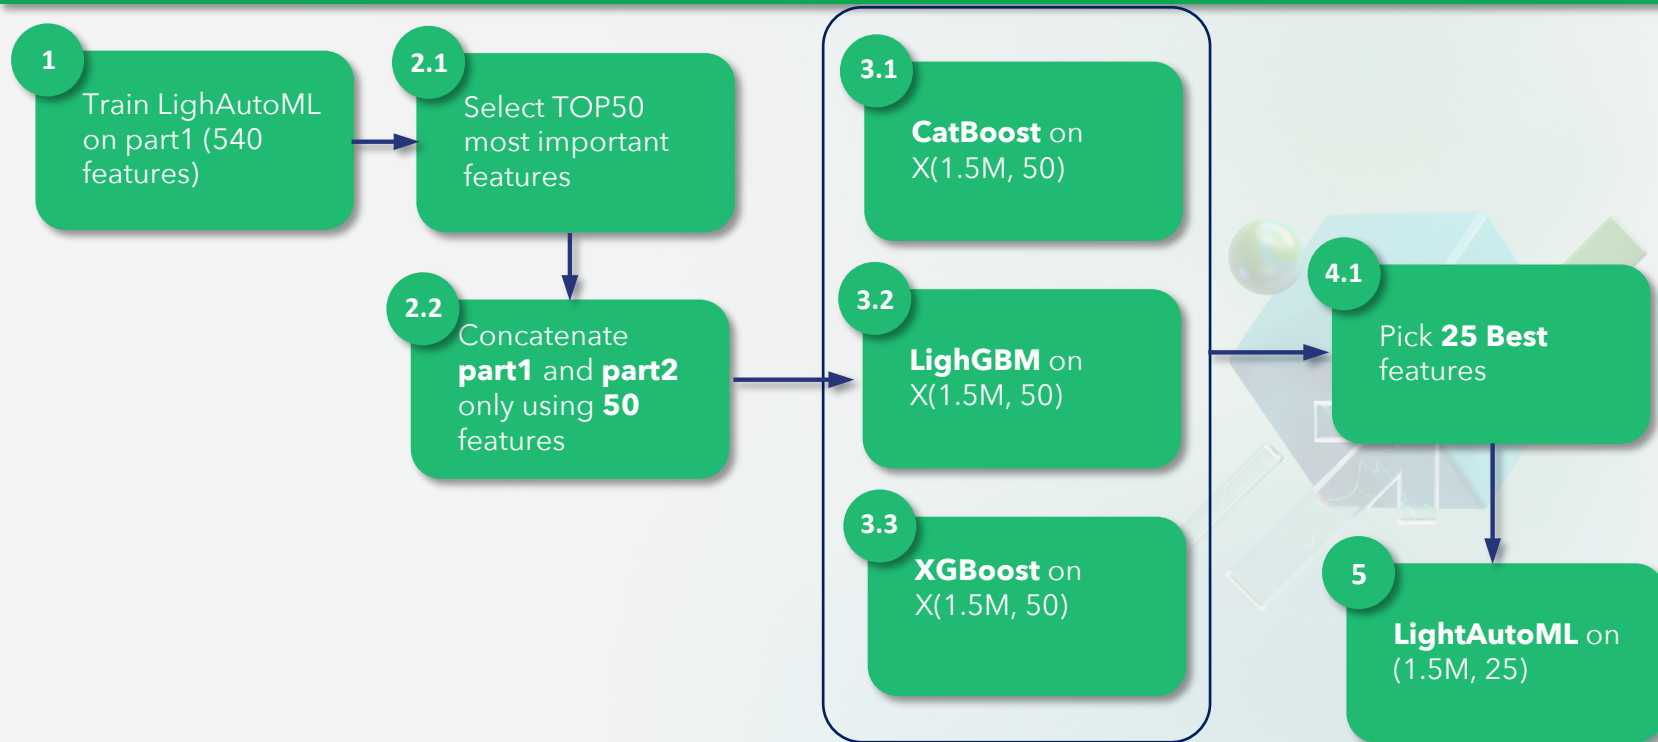 1
Train LighAutoML
on part1 (540
features)
2.1
Select TOP50
most important
features
2.2
Concatenate
part1 and part2
only using 50
features
3.1
CatBoost on
X(1.5M, 50)
3.2
LighGBM on
X(1.5M, 50)
3.3
XGBoost on
X(1.5M, 50)
4.1
Pick 25 Best
features
5
LightAutoML on
(1.5M, 25)